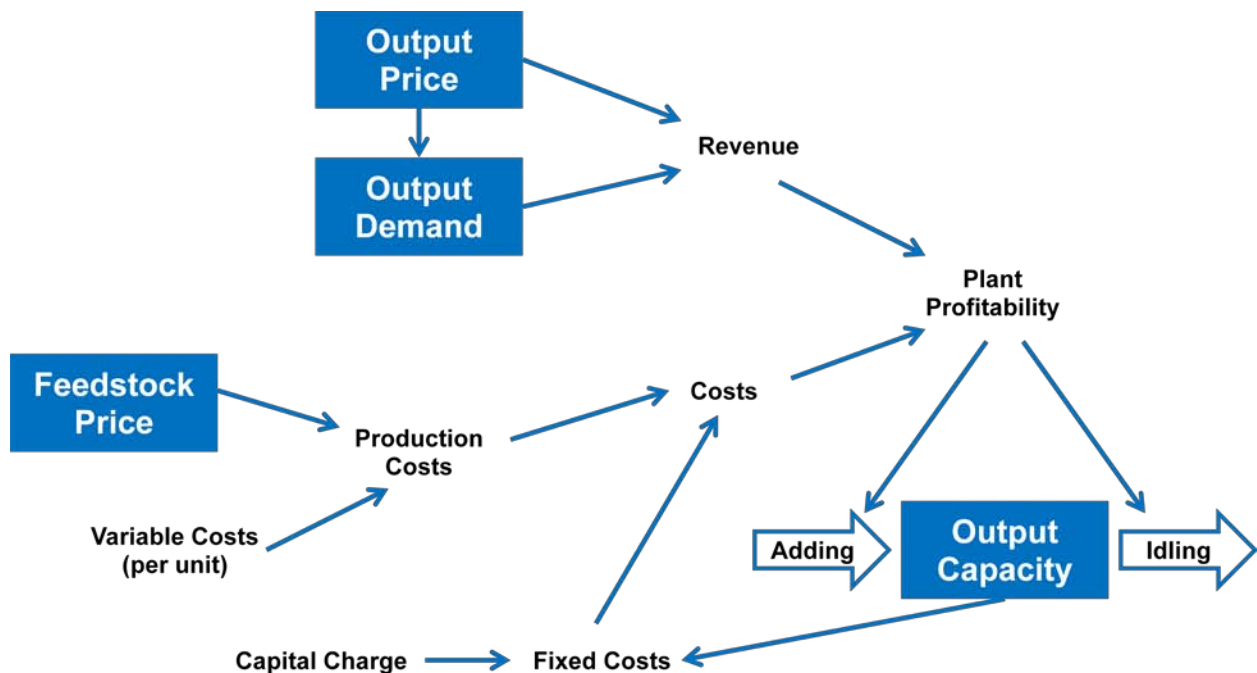 Output
Price
Revenue
Output
Demand
Plant
Profitability
Feedstock
Price
Costs
Production
Costs
Variable Costs
(per unit)
Adding
Output
Capacity
Idling
Capital Charge
Fixed Costs